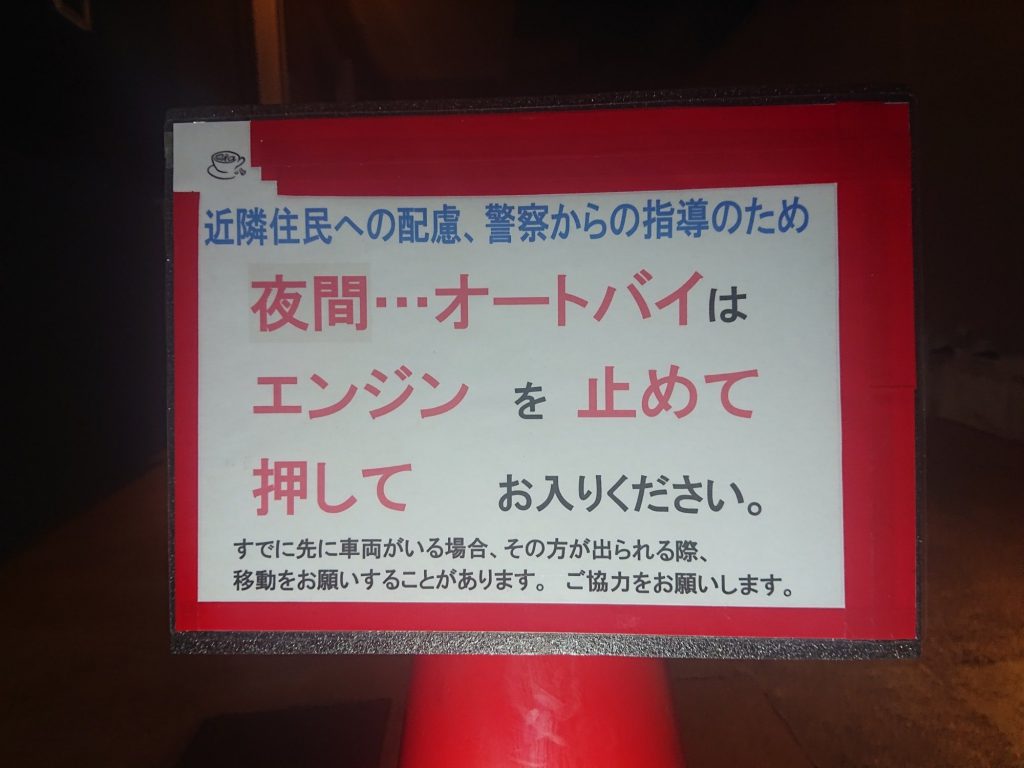 近隣住民への配慮、警察からの指導のため
夜間…オートバイは
エンジン を 止めて
押して お入りください。
すでに先に車両がいる場合、その方が出られる際、
移動をお願いすることがあります。 ご協力をお願いします。